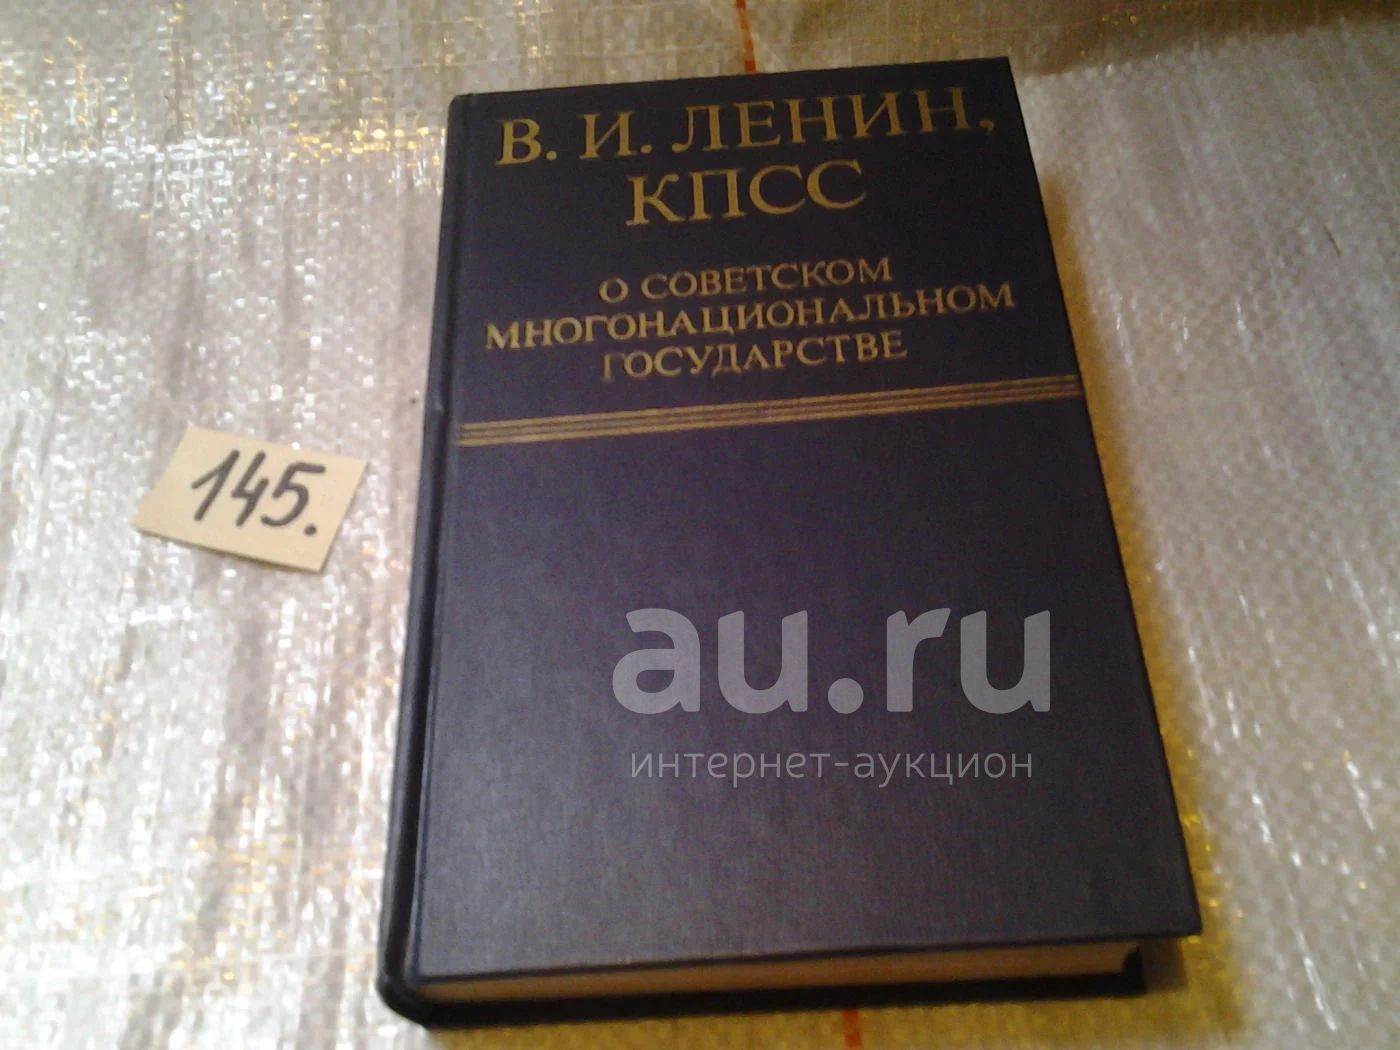 В. И. ЛЕНИН,
КПСС
О СОВЕТСКОМ
МНОГОНАЦИОНАЛЬНОМ
ГОСУДАРСТВЕ
145.
au.ru
интернет-аукцион